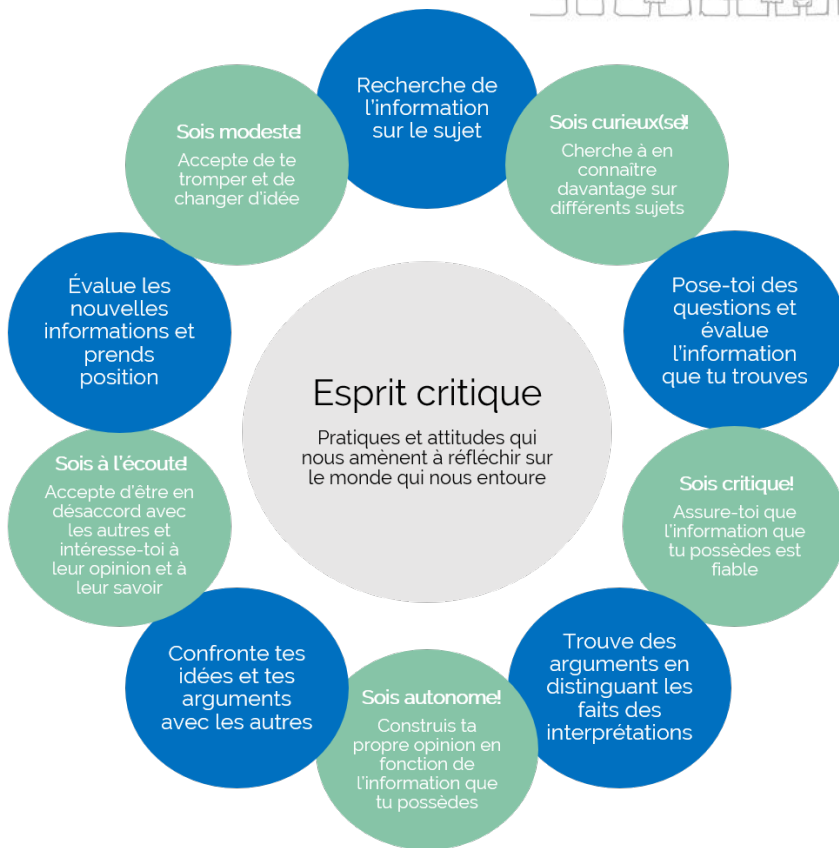 Recherche de
l'information
sur le sujet
Sois curieux(se)!
Cherche à en
connaître
davantage sur
différents sujets
Pose-toi des
questions et
évalue
l'information
que tu trouves
Sois critique!
Assure-toi que
l'information que
tu possèdes est
fiable
Trouve des
arguments en
distinguant les
faits des
interprétations
Sois autonome!
Construis ta
propre opinion en
fonction de
l'information que
tu possèdes
Confronte tes
idées et tes
arguments
avec les autres
Sois à l'écoute!
Accepte d'être en
désaccord avec
les autres et
intéresse-toi à
leur opinion et à
leur savoir
Évalue les
nouvelles
informations et
prends
position
Sois modeste!
Accepte de te
tromper et de
changer d'idée
Esprit critique
Pratiques et attitudes qui
nous amènent à réfléchir sur
le monde qui nous entoure